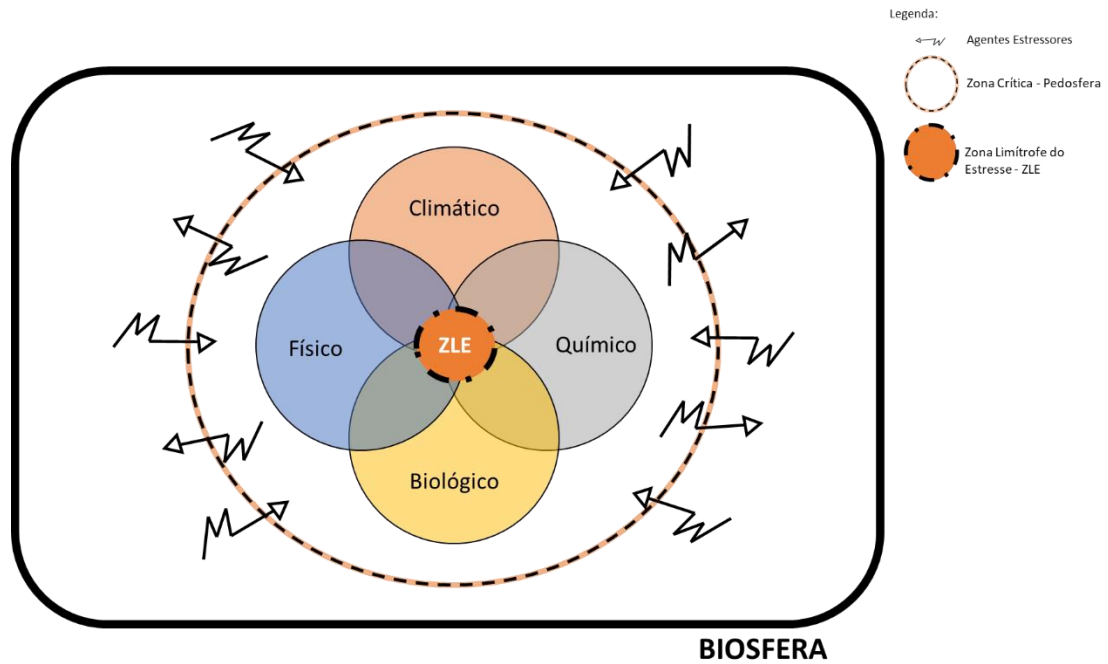 Legenda:
Agentes Estressores
Zona Crítica - Pedosfera
Zona Limítrofe do
Estresse - ZLE
Climático
Físico
ZLE
Químico
Biológico
BIOSFERA